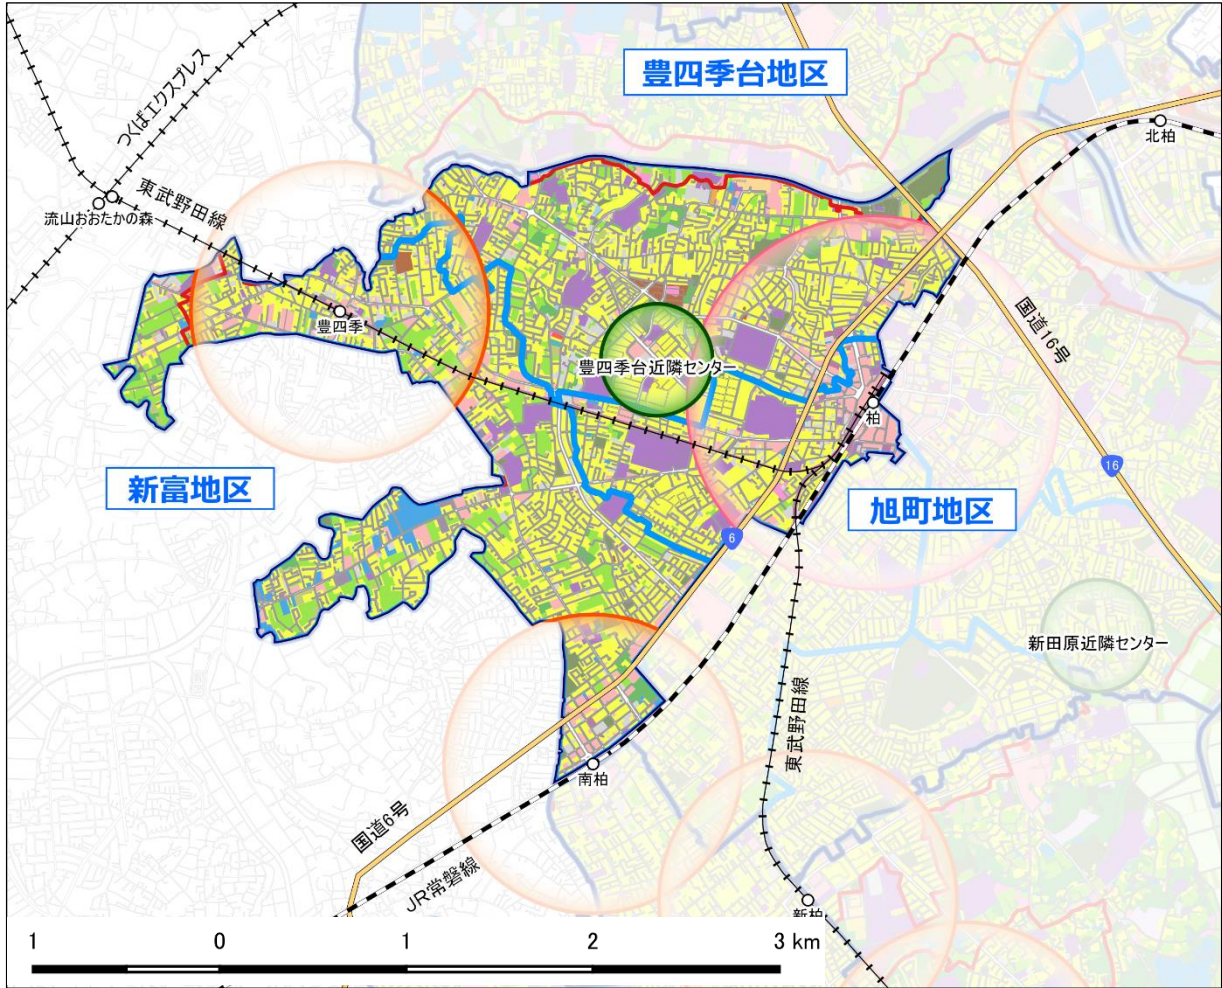 豊四季台地区
つくばエクスプレス
北柏
東武野田線
流山おおたかの森
豊四季
国道16号
豊四季台近隣センター
柏
新富地区
旭町地区
16
6
新田原近隣センター
東武野田線
南柏
国道6号
JR常磐線
新柏
1 0 1 2 3 km